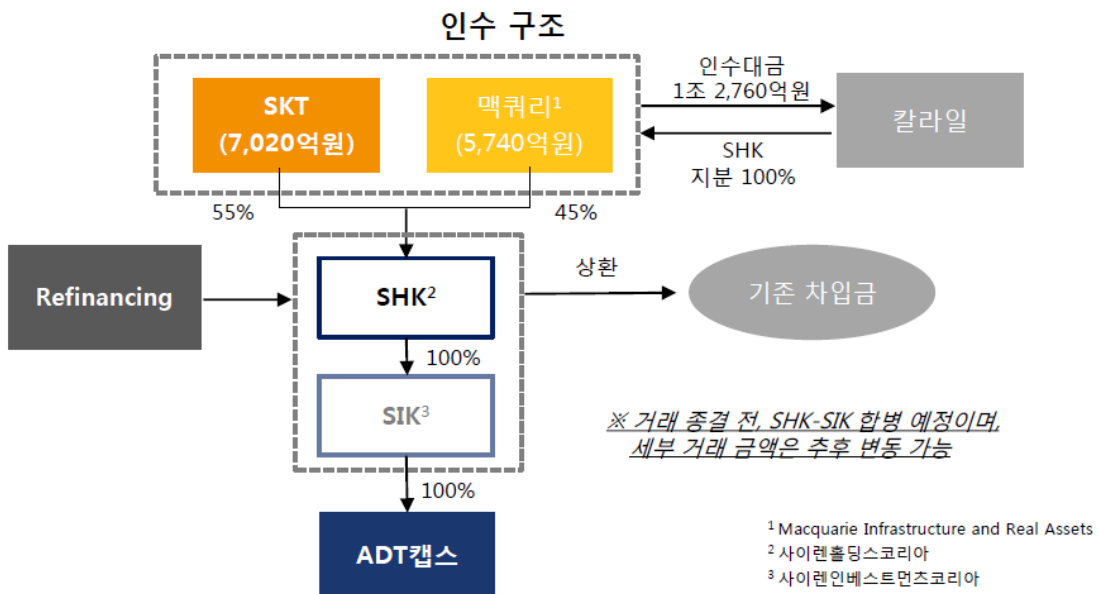 인수 구조
SKT
(7,020억원)
맥쿼리¹
(5,740억원)
인수대금
1조 2,760억원
칼라일
SHK
지분 100%
55%
45%
Refinancing
SHK²
상환
기존 차입금
100%
SIK³
※ 거래 종결 전, SHK-SIK 합병 예정이며,
세부 거래 금액은 추후 변동 가능
100%
ADT캡스
¹ Macquarie Infrastructure and Real Assets
² 사이렌홀딩스코리아
³ 사이렌인베스트먼츠코리아